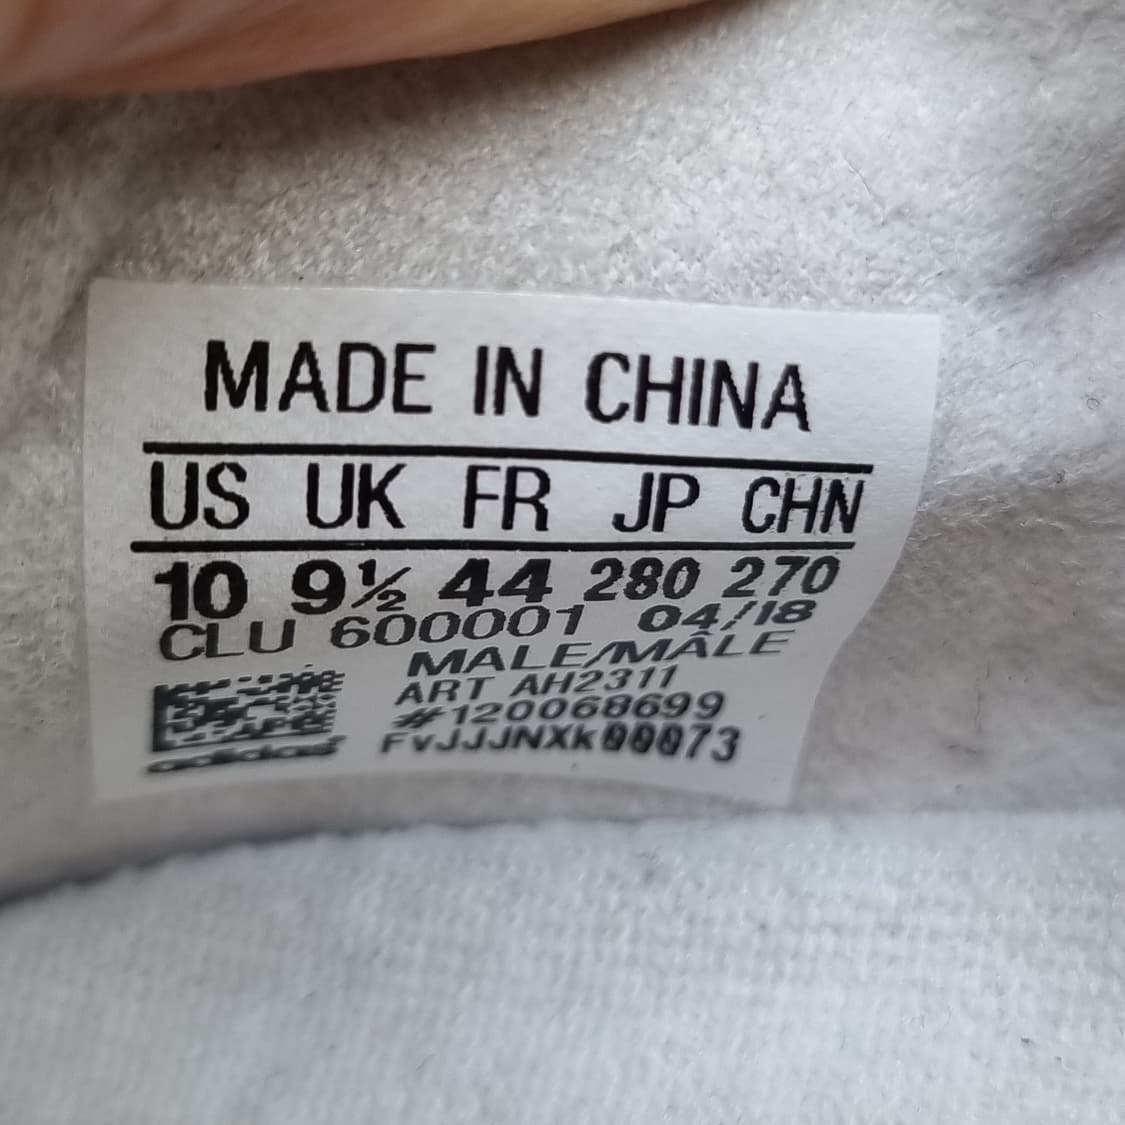 MADE IN CHINA
US UK FR JP CHN
10 9½ 44 280 270
CLU 600001 04/18
MALE/MÂLE
ART AH2311
#120068699
FvJJJNXk00073
adidas